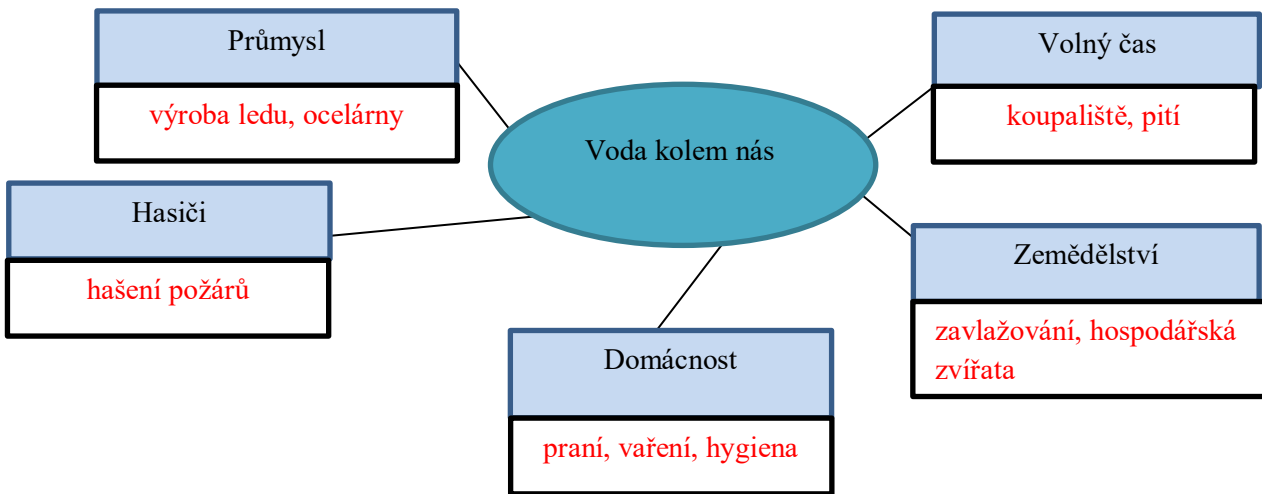 Průmysl
výroba ledu, ocelárny
Volný čas
koupaliště, pití
Voda kolem nás
Hasiči
hašení požárů
Zemědělství
zavlažování, hospodářská
zvířata
Domácnost
praní, vaření, hygiena